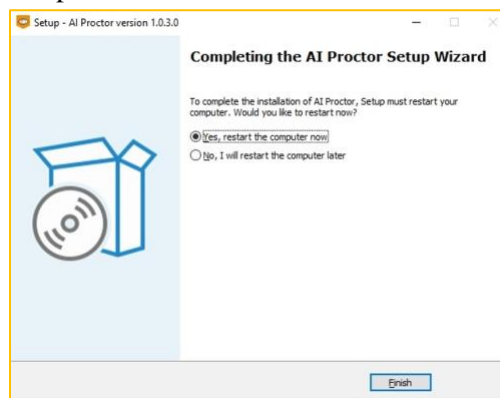 Setup - AI Proctor version 1.0.3.0
Completing the AI Proctor Setup Wizard
To complete the installation of AI Proctor, Setup must restart your
computer. Would you like to restart now?
Yes, restart the computer now
No, I will restart the computer later
Finish